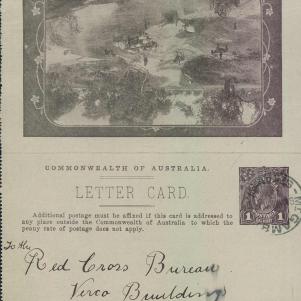 COMMONWEALTH OF AUSTRALIA.
LETTER CARD.
Additional postage must be affixed if this card is addressed to
any place outside the Commonwealth of Australia to which the
penny rate of postage does not apply.
To the
Red Cross Bureau
Verco Buuilding